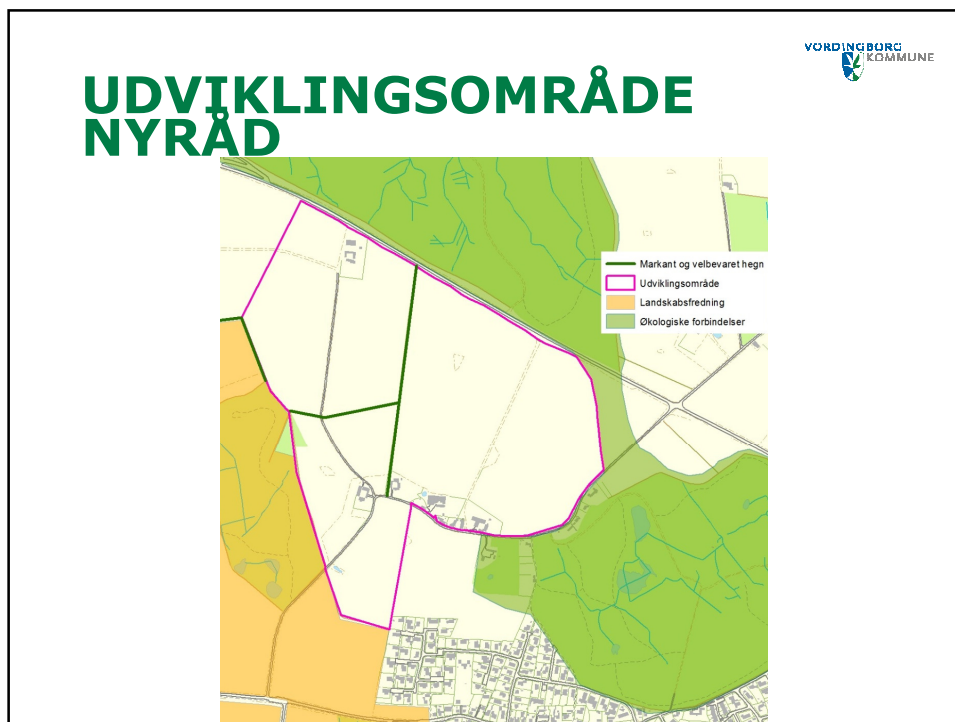 VORDINGBORG
KOMMUNE
UDVIKLINGSOMRÅDE
NYRÅD
Markant og velbevaret hegn
Udviklingsområde
Landskabsfredning
Økologiske forbindelser